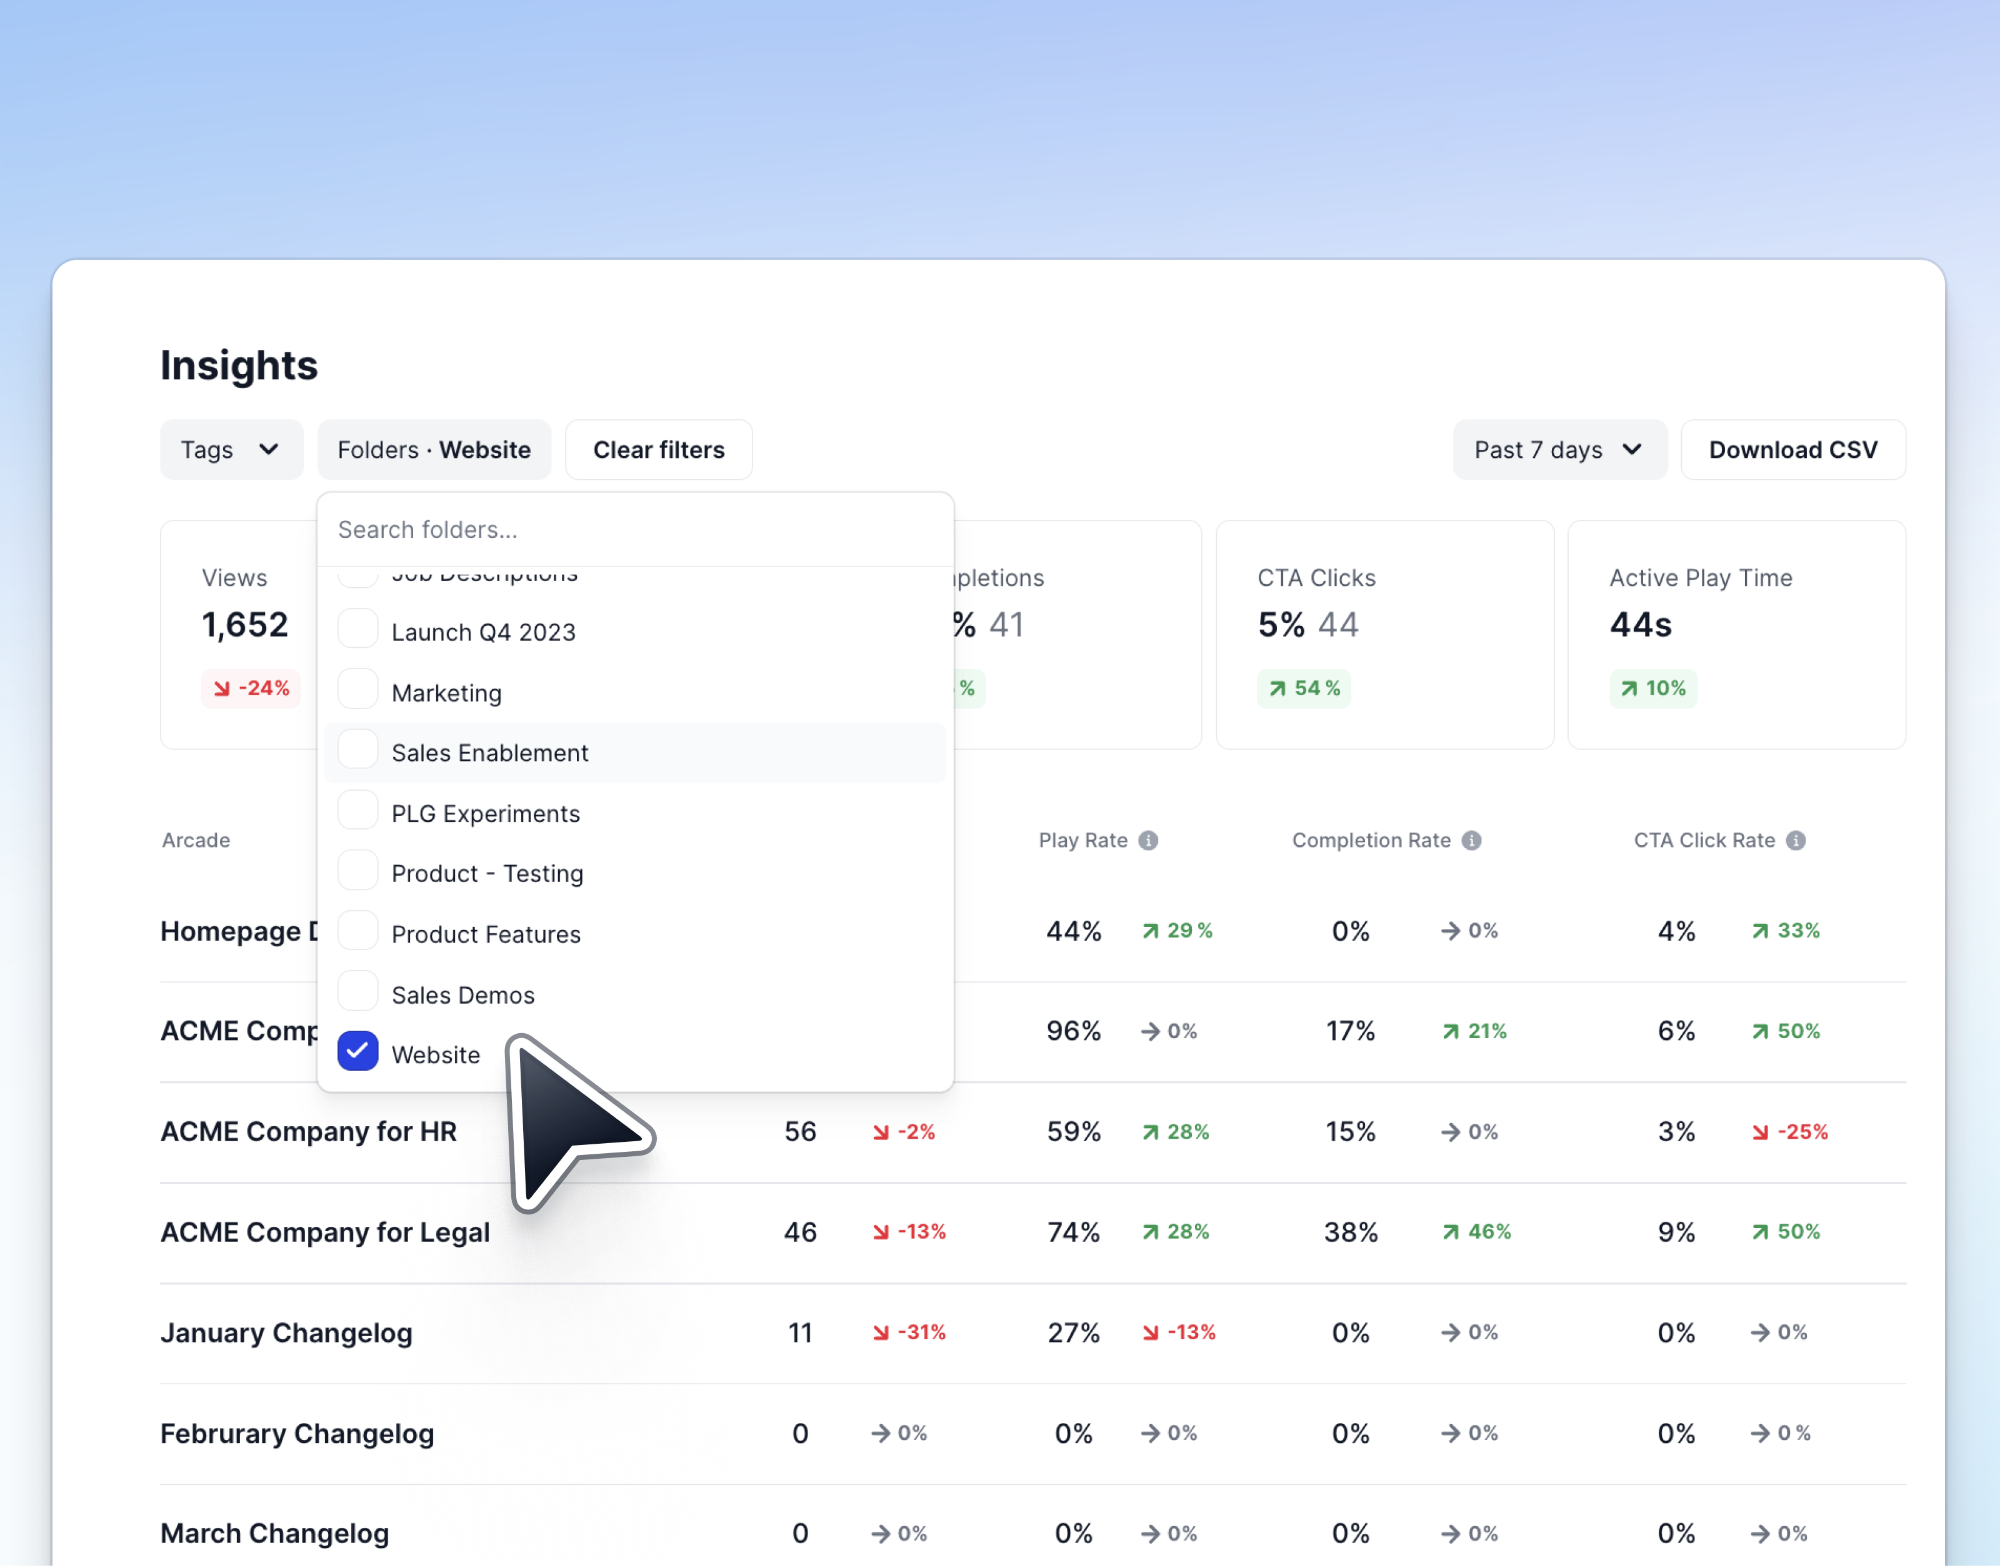 Insights
Tags
Folders · Website
Clear filters
Past 7 days
Download CSV
Search folders...
Job Descriptions
Launch Q4 2023
Marketing
Sales Enablement
PLG Experiments
Product - Testing
Product Features
Sales Demos
Website
Views
1,652
-24%
pletions
% 41
%
CTA Clicks
5% 44
54%
Active Play Time
44s
10%
Arcade Play Rate Completion Rate CTA Click Rate
Homepage 44% 29% 0% 0% 4% 33%
ACME Comp 96% 0% 17% 21% 6% 50%
ACME Company for HR 56 -2% 59% 28% 15% 0% 3% -25%
ACME Company for Legal 46 -13% 74% 28% 38% 46% 9% 50%
January Changelog 11 -31% 27% -13% 0% 0% 0% 0%
Februrary Changelog 0 0% 0% 0% 0% 0% 0% 0%
March Changelog 0 0% 0% 0% 0% 0% 0% 0%